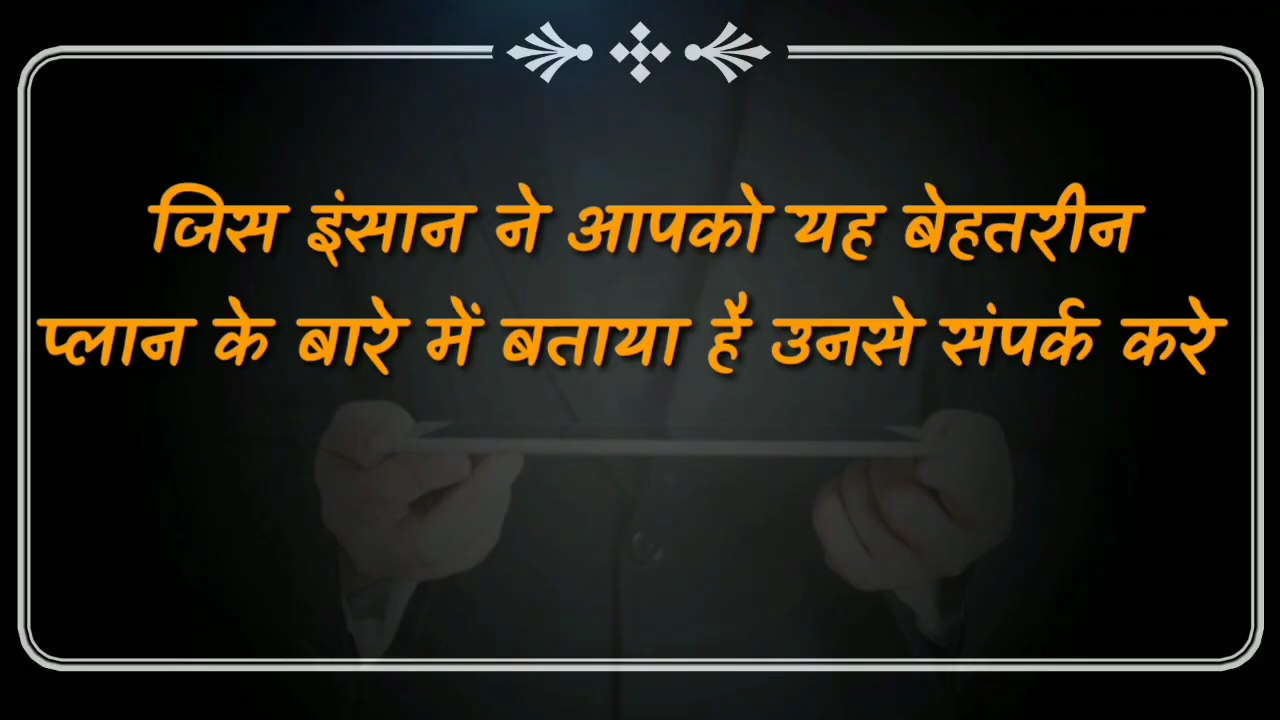 जिस इंसान ने आपको यह बेहतरीन
प्लान के बारे में बताया है उनसे संपर्क करे